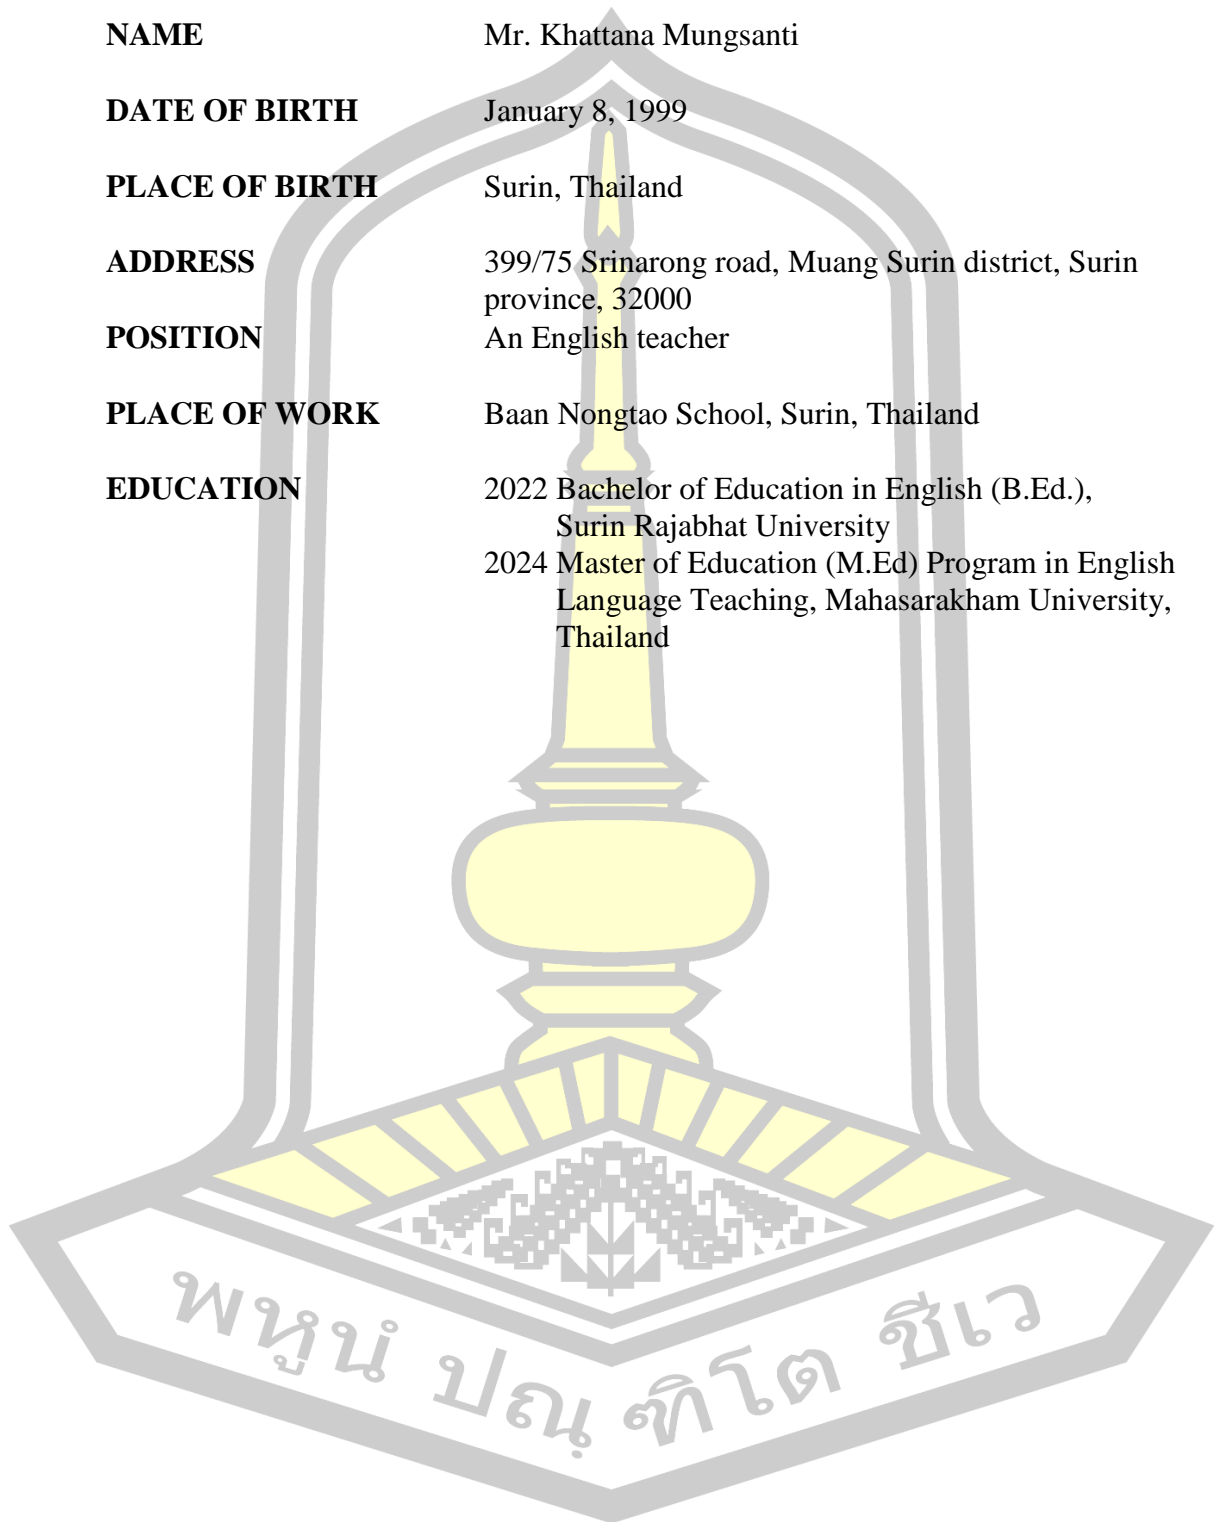 NAME Mr. Khattana Mungsanti
DATE OF BIRTH January 8, 1999
PLACE OF BIRTH Surin, Thailand
ADDRESS 399/75 Srinarong road, Muang Surin district, Surin
province, 32000
POSITION An English teacher
PLACE OF WORK Baan Nongtao School, Surin, Thailand
EDUCATION 2022 Bachelor of Education in English (B.Ed.),
Surin Rajabhat University
2024 Master of Education (M.Ed) Program in English
Language Teaching, Mahasarakham University,
Thailand
พหูนํ ปณฺ ฑิโต ชีเว